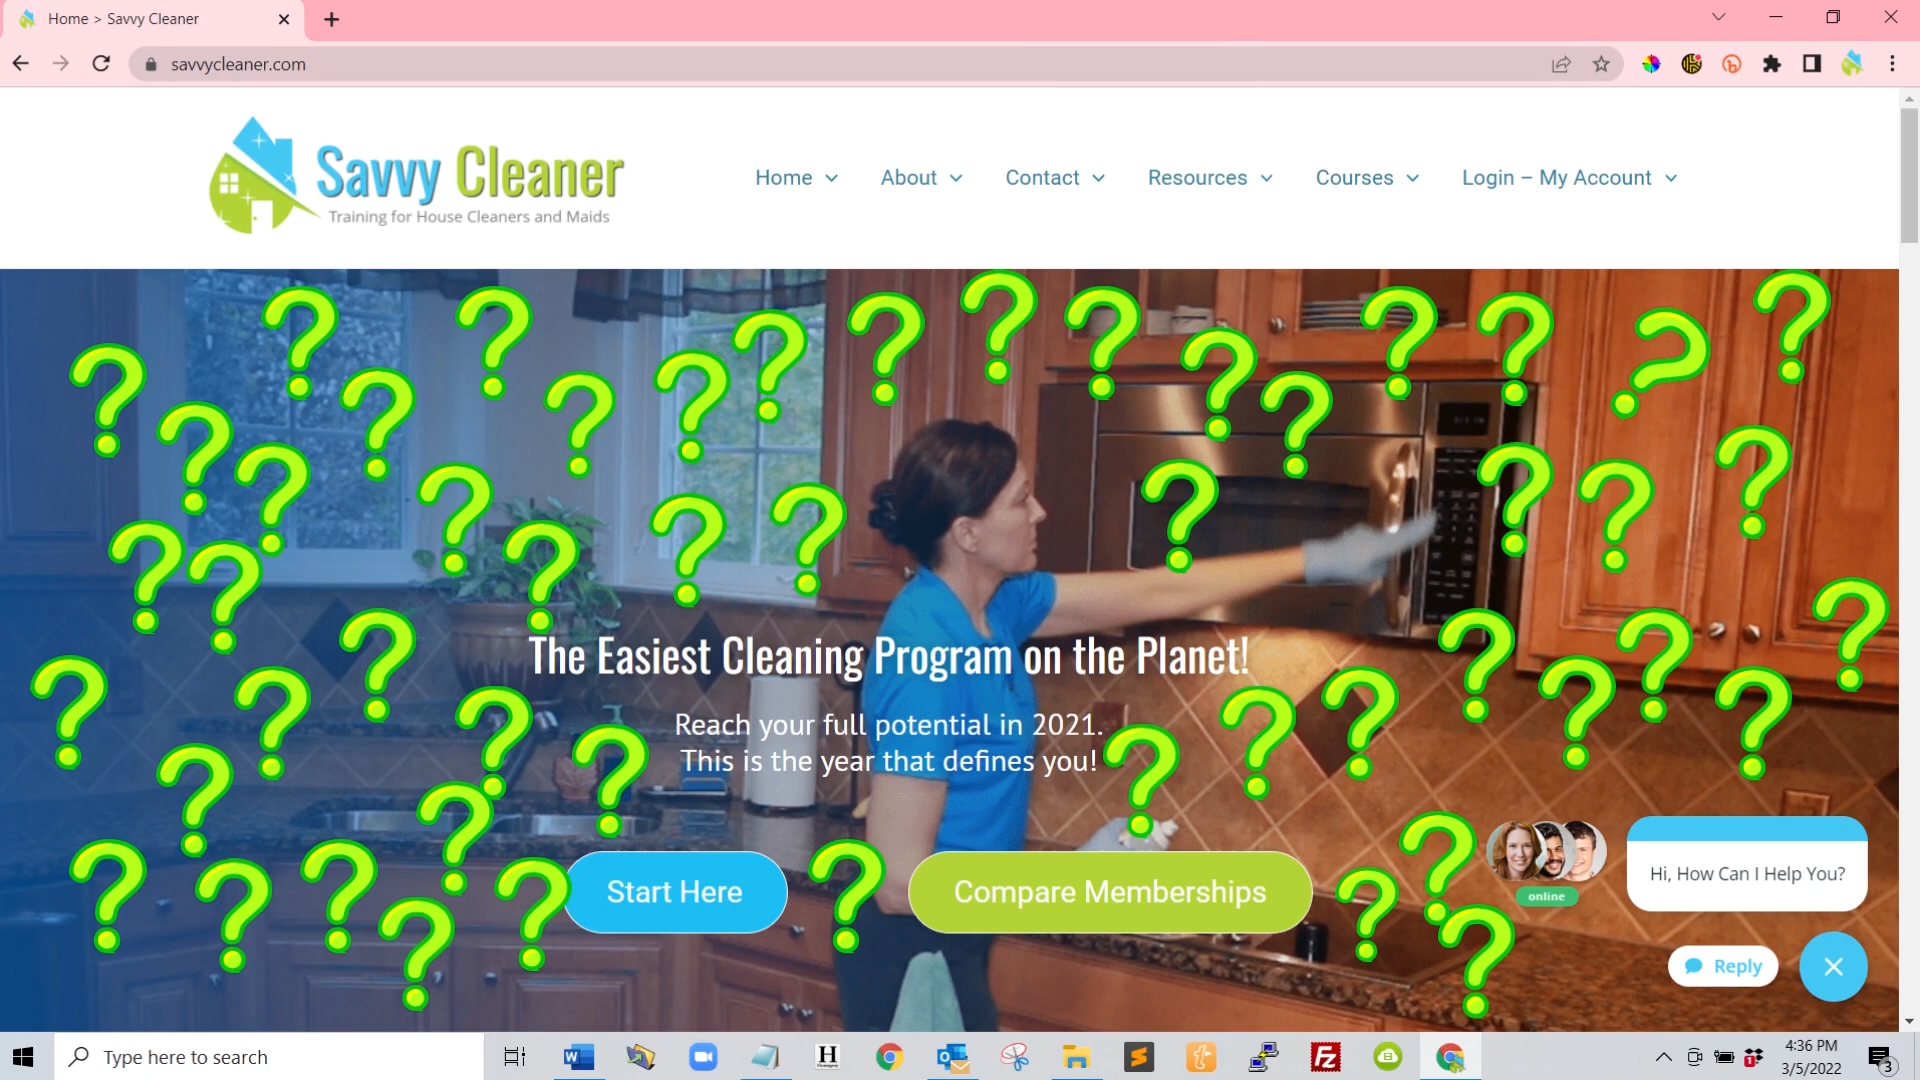 Home > Savvy Cleaner
savvycleaner.com
Savvy Cleaner
Training for House Cleaners and Maids
Home
About
Contact
Resources
Courses
Login – My Account
? ? ? ? ? ? ? ? ? ? ? ? ? ? ? ? ? ? ? ? ? ? ? ? ? ? ? ? ? ? ? ? ? ? ? ? ? ? ? ? ? ? ? ? ? ? ? ? ? ? ? ? ? ?
The Easiest Cleaning Program on the Planet!
Reach your full potential in 2021.
This is the year that defines you!
Start Here
Compare Memberships
online
Hi, How Can I Help You?
Reply
Type here to search
4:36 PM
3/5/2022
3